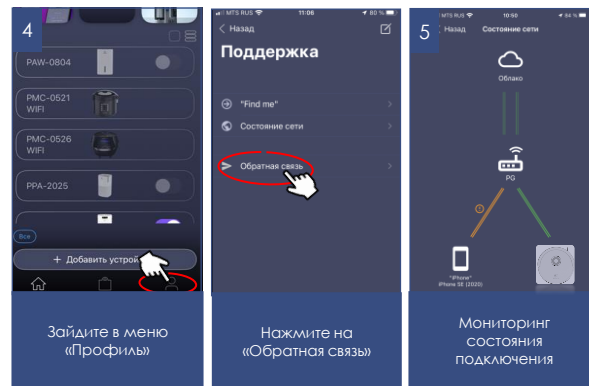 4
PAW-0804
PMC-0521
WIFI
PMC-0526
WIFI
PPA-2025
Все
+ Добавить устрой
Зайдите в меню
«Профиль»
MTS RUS 11:06 80 %
< Назад
Поддержка
"Find me"
Состояние сети
Обратная связь
Нажмите на
«Обратная связь»
5
MTS RUS 10:50 84 %
Назад Состояние сети
Облако
PG
"iPhone"
iPhone SE (2020)
Мониторинг
состояния
подключения